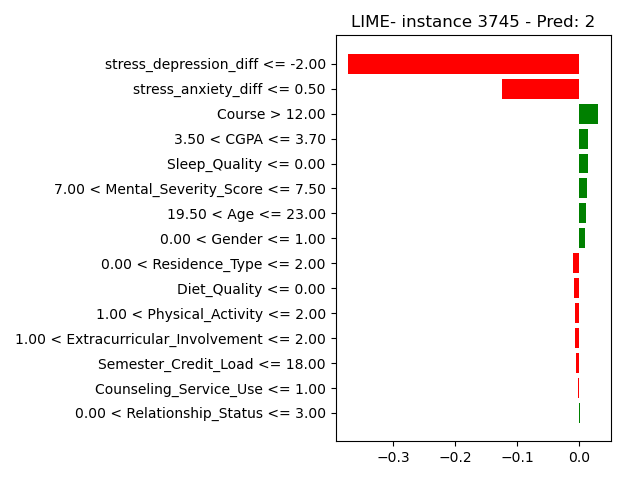 LIME- instance 3745 - Pred: 2
stress_depression_diff <= -2.00
stress_anxiety_diff <= 0.50
Course > 12.00
3.50 < CGPA <= 3.70
Sleep_Quality <= 0.00
7.00 < Mental_Severity_Score <= 7.50
19.50 < Age <= 23.00
0.00 < Gender <= 1.00
0.00 < Residence_Type <= 2.00
Diet_Quality <= 0.00
1.00 < Physical_Activity <= 2.00
1.00 < Extracurricular_Involvement <= 2.00
Semester_Credit_Load <= 18.00
Counseling_Service_Use <= 1.00
0.00 < Relationship_Status <= 3.00
−0.3 −0.2 −0.1 0.0